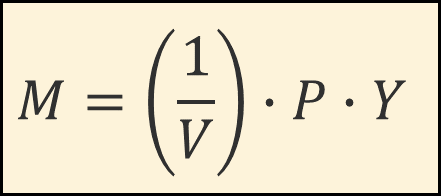 M = (1/V) · P · Y